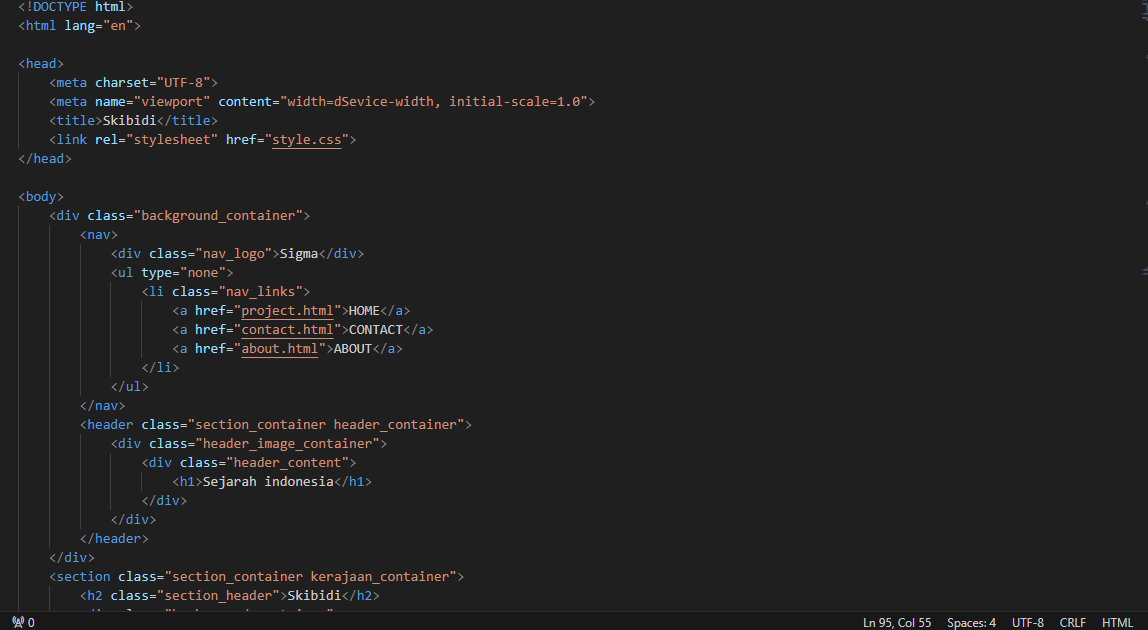 <!DOCTYPE html>
<html lang="en">
<head>
<meta charset="UTF-8">
<meta name="viewport" content="width=dSevice-width, initial-scale=1.0">
<title>Skibidi</title>
<link rel="stylesheet" href="style.css">
</head>
<body>
<div class="background_container">
<nav>
<div class="nav_logo">Sigma</div>
<ul type="none">
<li class="nav_links">
<a href="project.html">HOME</a>
<a href="contact.html">CONTACT</a>
<a href="about.html">ABOUT</a>
</li>
</ul>
</nav>
<header class="section_container header_container">
<div class="header_image_container">
<div class="header_content">
<h1>Sejarah indonesia</h1>
</div>
</div>
</header>
</div>
<section class="section_container kerajaan_container">
<h2 class="section_header">Skibidi</h2>
0 Ln 95, Col 55 Spaces: 4 UTF-8 CRLF HTML